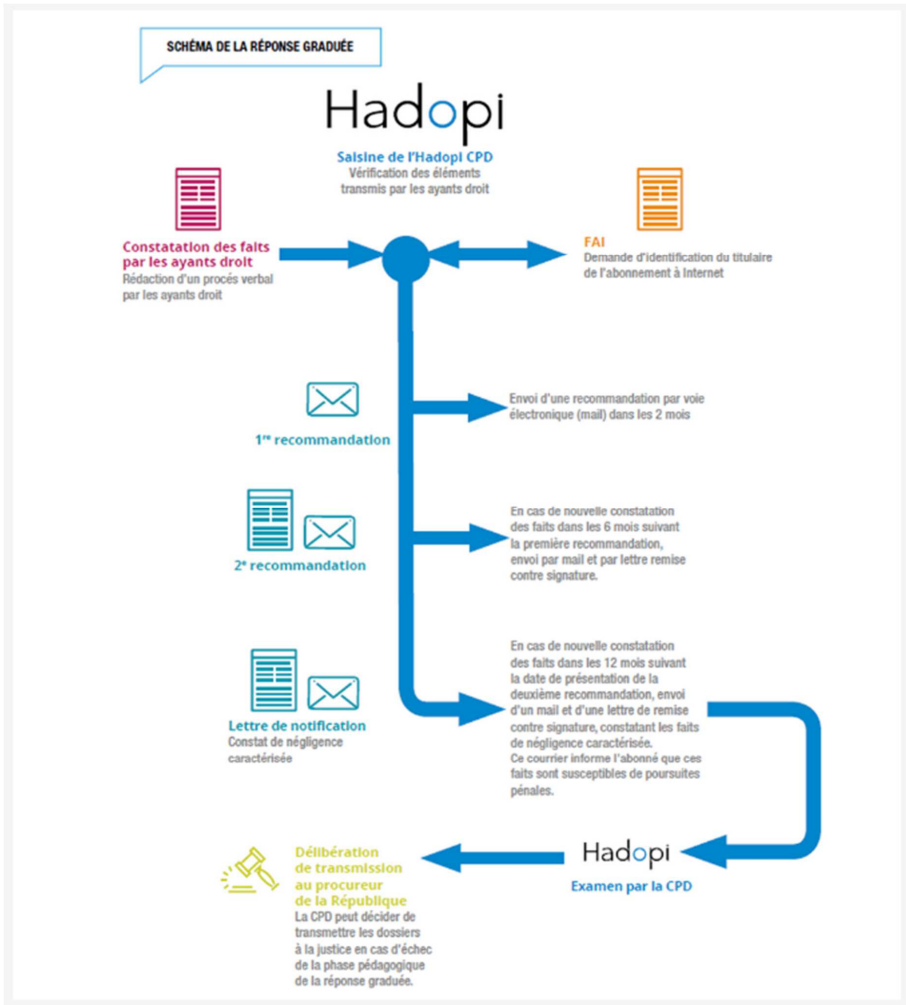 SCHÉMA DE LA RÉPONSE GRADUÉE
Hadopi
Saisine de l'Hadopi CPD
Vérification des éléments
transmis par les ayants droit
Constatation des faits
par les ayants droit
Rédaction d'un procés verbal
par les ayants droit
FAI
Demande d'identification du titulaire
de l'abonnement à Internet
1re recommandation
Envoi d'une recommandation par voie
électronique (mail) dans les 2 mois
2e recommandation
En cas de nouvelle constatation
des faits dans les 6 mois suivant
la première recommandation,
envoi par mail et par lettre remise
contre signature.
Lettre de notification
Constat de négligence
caractérisée
En cas de nouvelle constatation
des faits dans les 12 mois suivant
la date de présentation de la
deuxième recommandation, envoi
d'un mail et d'une lettre de remise
contre signature, constatant les faits
de négligence caractérisée.
Ce courrier informe l'abonné que ces
faits sont susceptibles de poursuites
pénales.
Hadopi
Examen par la CPD
Délibération
de transmission
au procureur
de la République
La CPD peut décider de
transmettre les dossiers
à la justice en cas d'échec
de la phase pédagogique
de la réponse graduée.